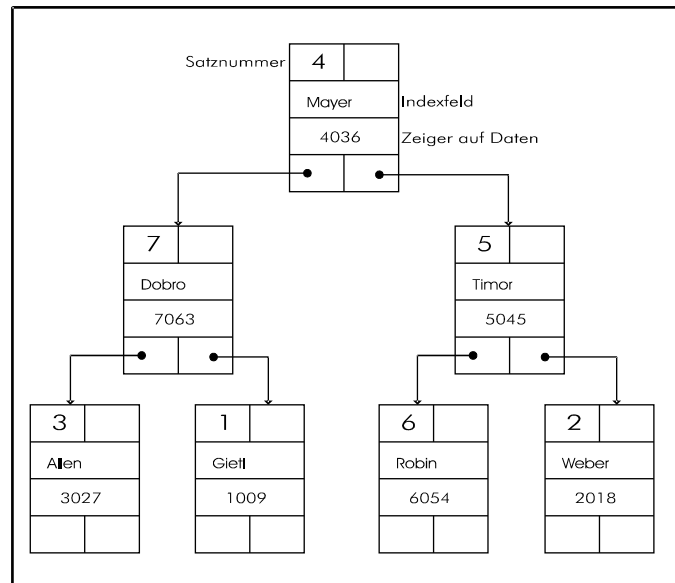 Satznummer 4
Mayer Indexfeld
4036 Zeiger auf Daten
7 5
Dobro Timor
7063 5045
3 1 6 2
Allen Gietl Robin Weber
3027 1009 6054 2018